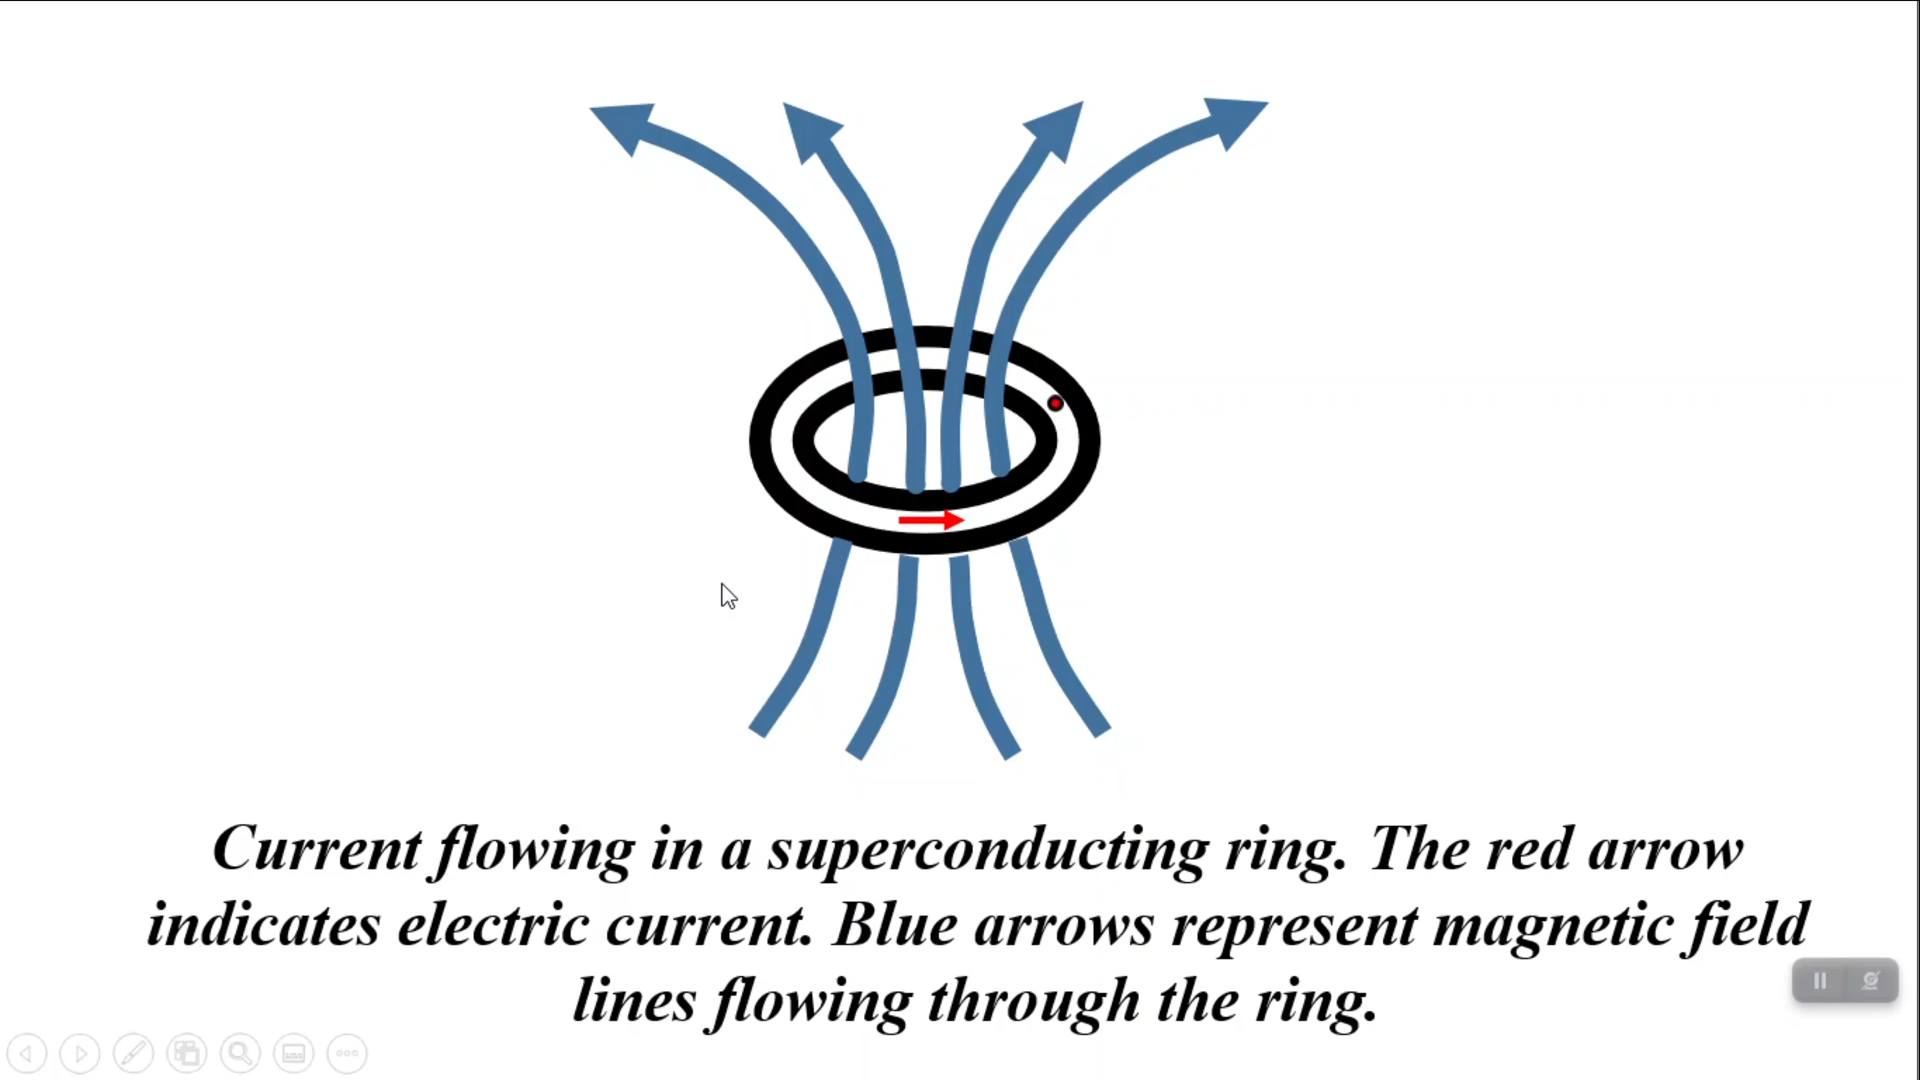 Current flowing in a superconducting ring. The red arrow
indicates electric current. Blue arrows represent magnetic field
lines flowing through the ring.